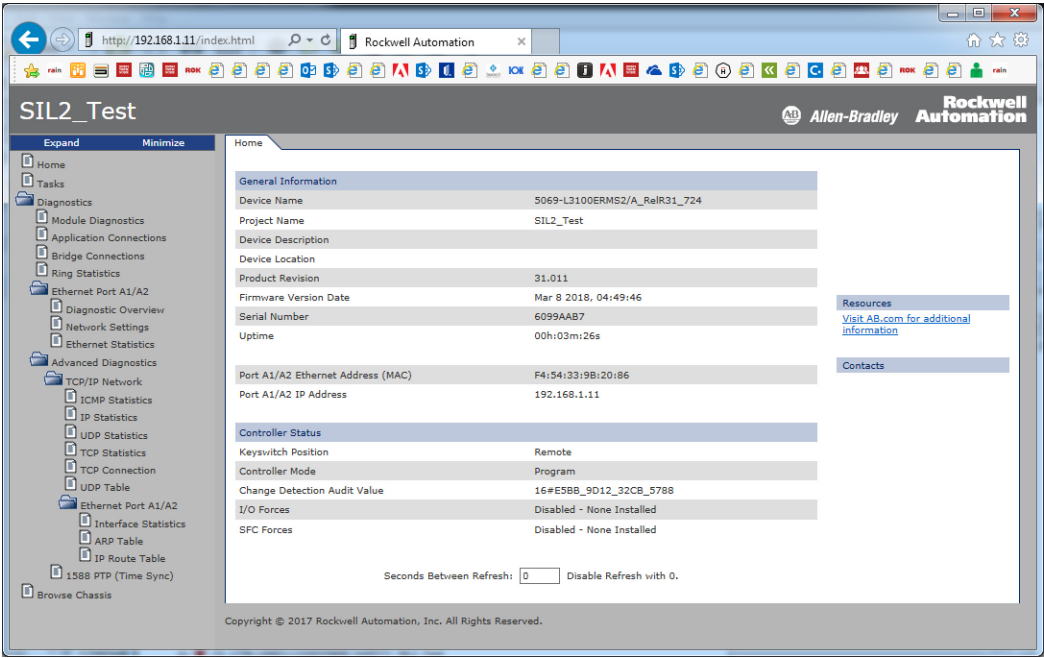 http://192.168.1.11/index.html
Rockwell Automation
rain
ROK
ROK
rain
SIL2_Test
AB Allen-Bradley
Rockwell Automation
Expand Minimize
Home
Tasks
Diagnostics
Module Diagnostics
Application Connections
Bridge Connections
Ring Statistics
Ethernet Port A1/A2
Diagnostic Overview
Network Settings
Ethernet Statistics
Advanced Diagnostics
TCP/IP Network
ICMP Statistics
IP Statistics
UDP Statistics
TCP Statistics
TCP Connection
UDP Table
Ethernet Port A1/A2
Interface Statistics
ARP Table
IP Route Table
1588 PTP (Time Sync)
Browse Chassis
Home
General Information
Device Name 5069-L3100ERMS2/A_RelR31_724
Project Name SIL2_Test
Device Description
Device Location
Product Revision 31.011
Firmware Version Date Mar 8 2018, 04:49:46
Serial Number 6099AAB7
Uptime 00h:03m:26s
Port A1/A2 Ethernet Address (MAC) F4:54:33:9B:20:86
Port A1/A2 IP Address 192.168.1.11
Controller Status
Keyswitch Position Remote
Controller Mode Program
Change Detection Audit Value 16#E5BB_9D12_32CB_5788
I/O Forces Disabled - None Installed
SFC Forces Disabled - None Installed
Seconds Between Refresh: 0 Disable Refresh with 0.
Resources
Visit AB.com for additional
information
Contacts
Copyright © 2017 Rockwell Automation, Inc. All Rights Reserved.